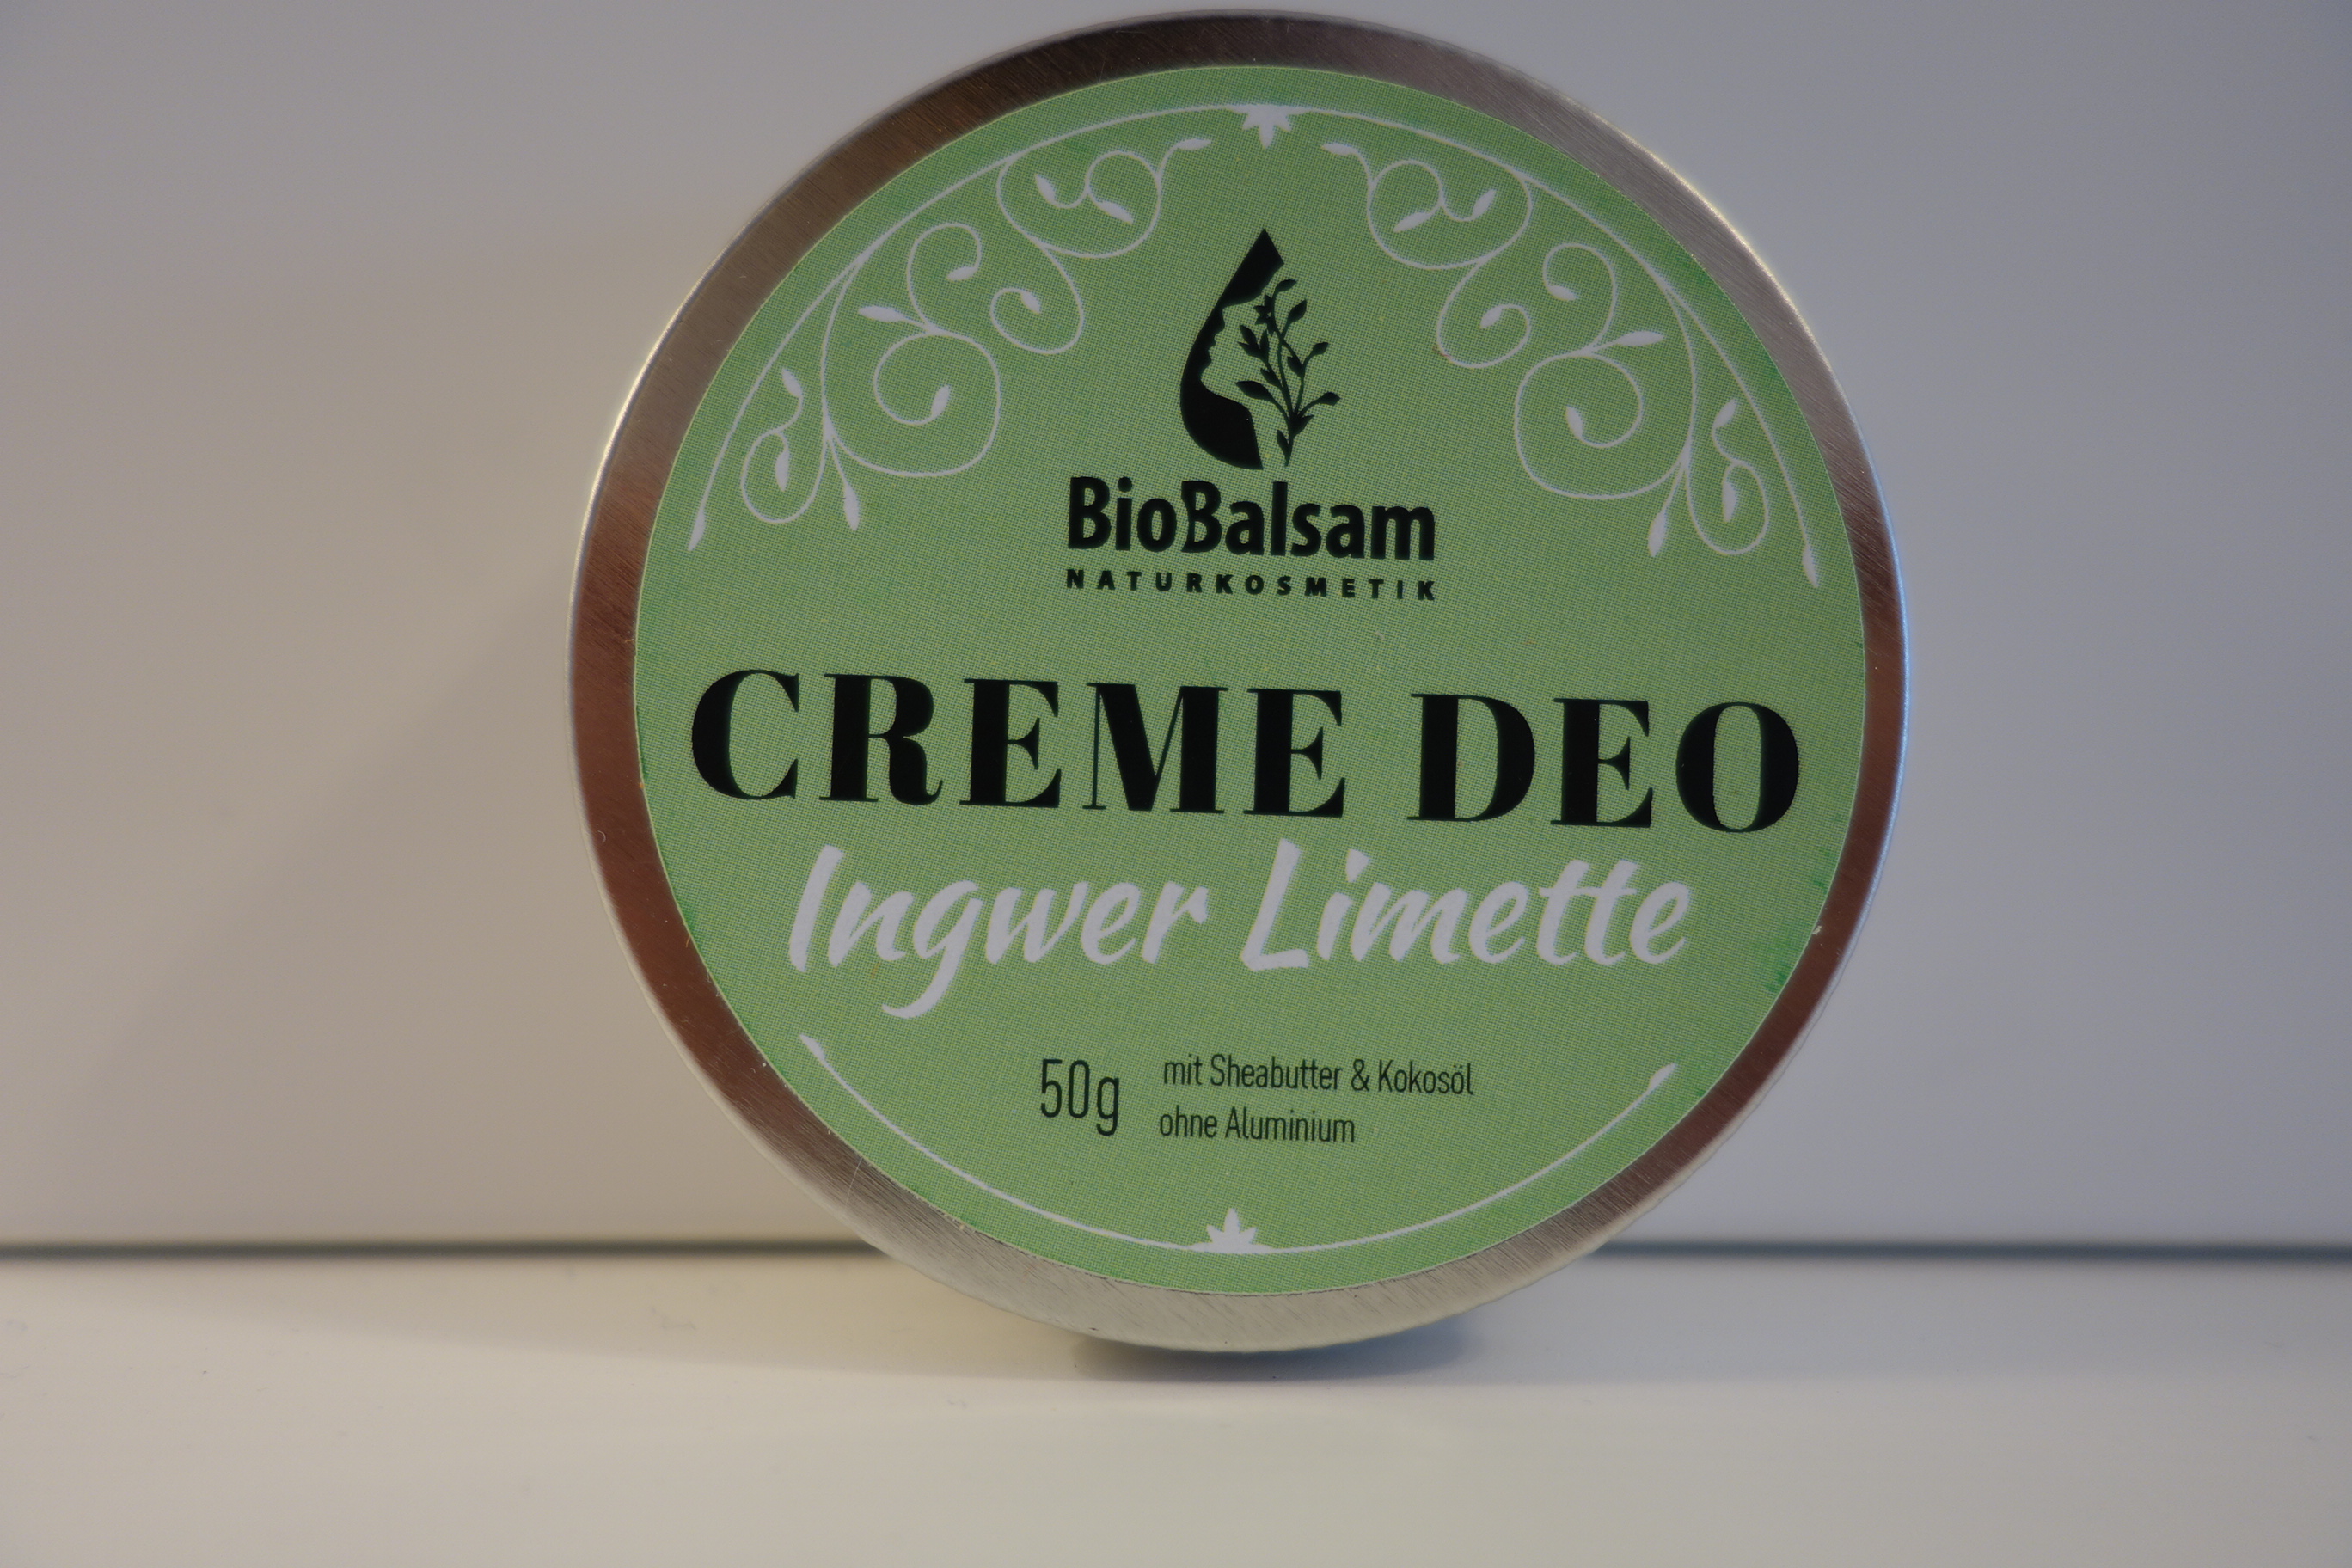 BioBalsam
NATURKOSMETIK
CREME DEO
Ingwer Limette
50g
mit Sheabutter & Kokosöl
ohne Aluminium